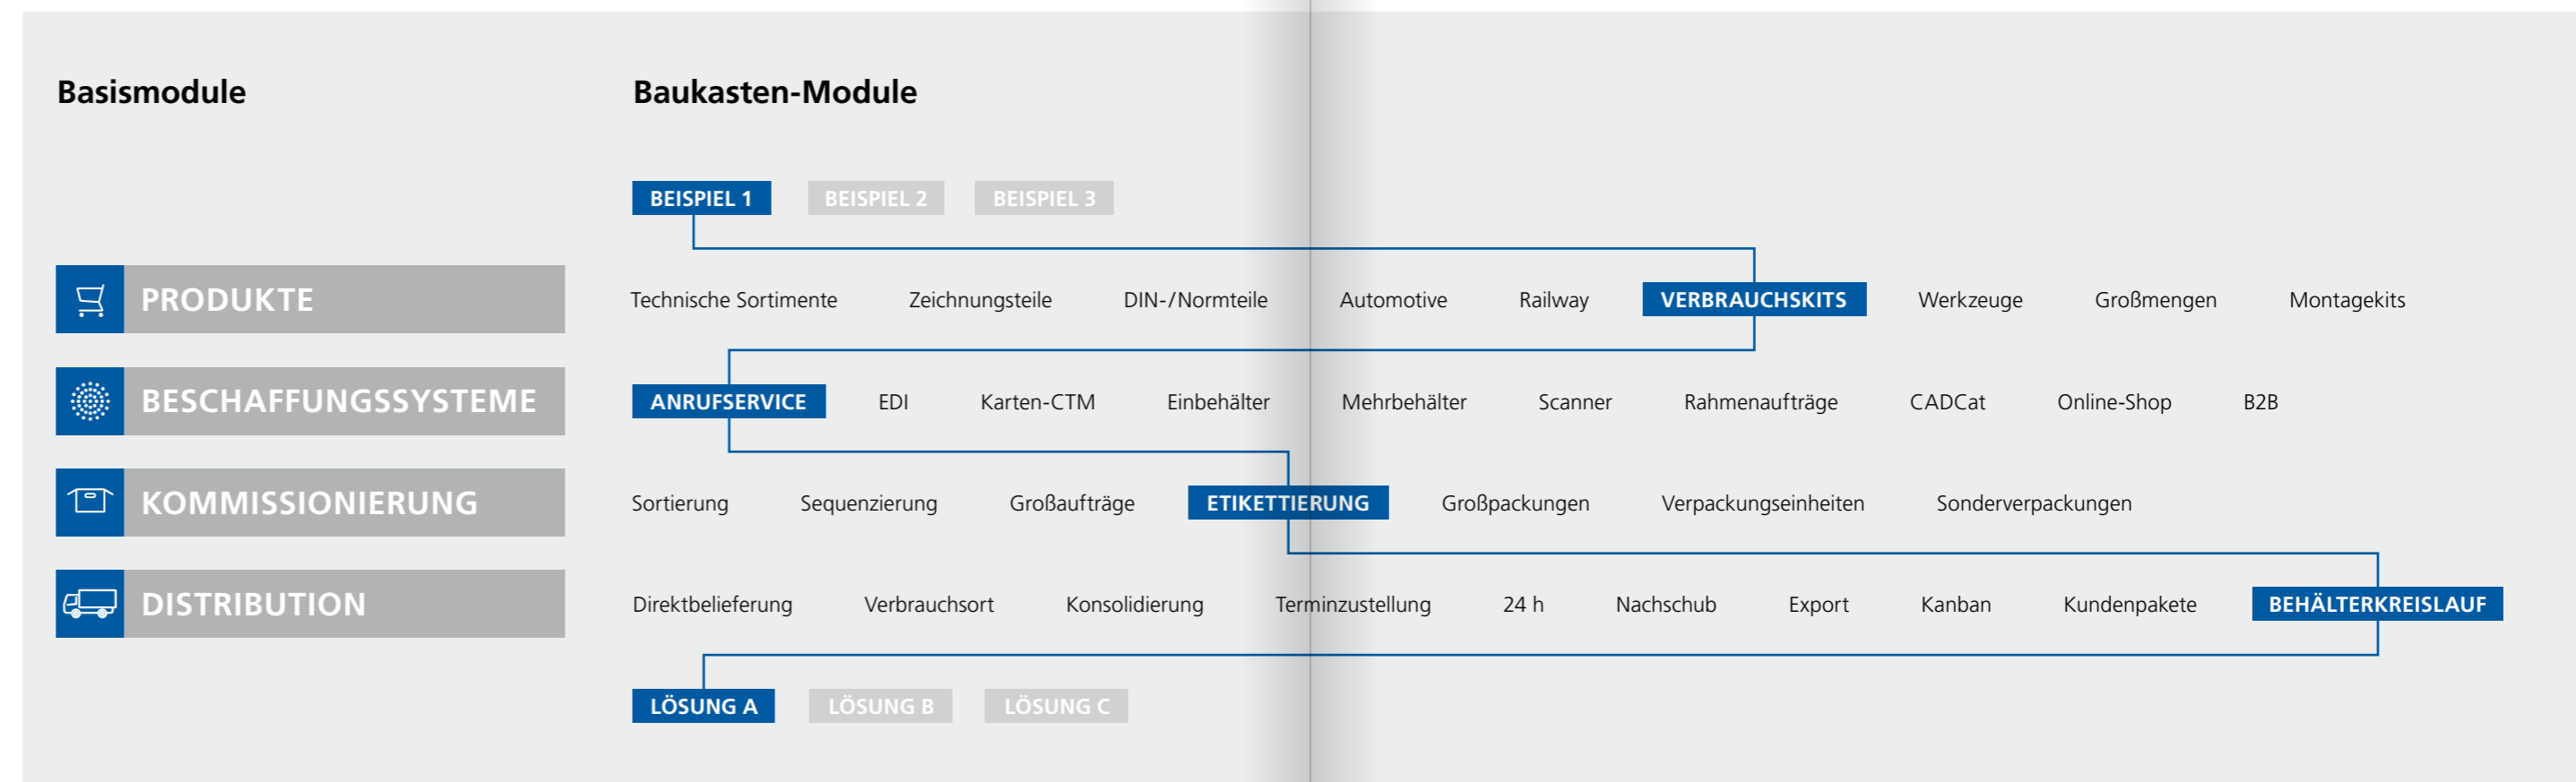 Basismodule
Baukasten-Module
BEISPIEL 1 BEISPIEL 2 BEISPIEL 3
PRODUKTE
Technische Sortimente Zeichnungsteile DIN-/Normteile Automotive Railway VERBRAUCHSKITS Werkzeuge Großmengen Montagekits
BESCHAFFUNGSSYSTEME
ANRUFSERVICE EDI Karten-CTM Einbehälter Mehrbehälter Scanner Rahmenaufträge CADCat Online-Shop B2B
KOMMISSIONIERUNG
Sortierung Sequenzierung Großaufträge ETIKETTIERUNG Großpackungen Verpackungseinheiten Sonderverpackungen
DISTRIBUTION
Direktbelieferung Verbrauchsort Konsolidierung Terminzustellung 24 h Nachschub Export Kanban Kundenpakete BEHÄLTERKREISLAUF
LÖSUNG A LÖSUNG B LÖSUNG C